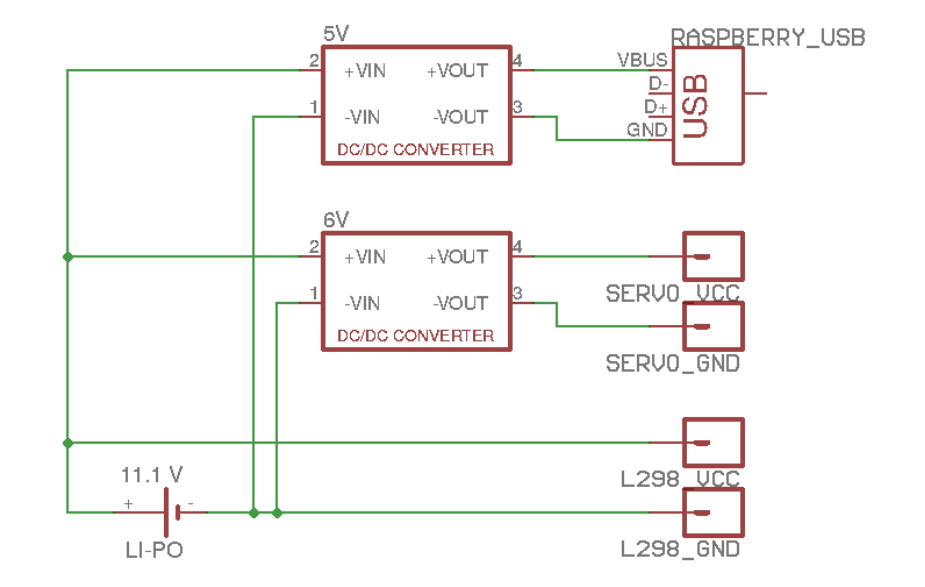 5V
RASPBERRY_USB
2
+VIN
+VOUT
4
VBUS
D-
1
-VIN
-VOUT
3
D+
GND
USB
DC/DC CONVERTER
6V
2
+VIN
+VOUT
4
SERVO_VCC
1
-VIN
-VOUT
3
DC/DC CONVERTER
SERVO_GND
11.1 V
L298_VCC
+
-
LI-PO
L298_GND